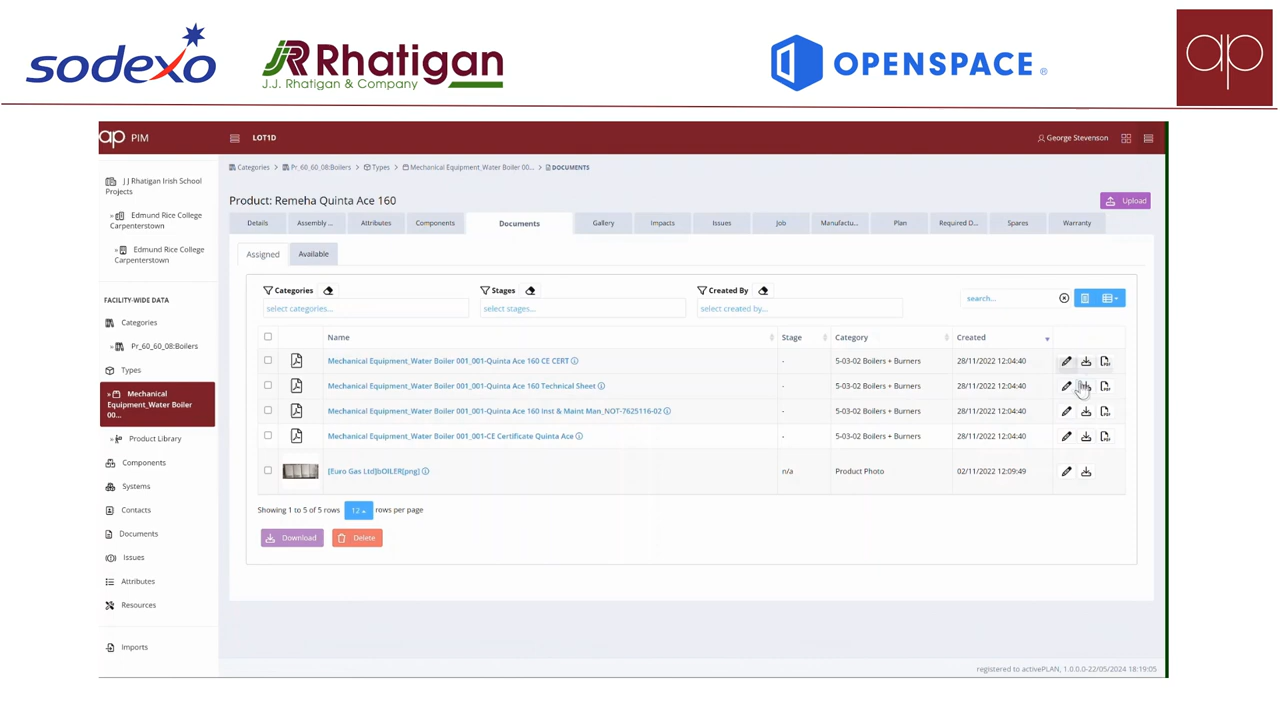 sodexo
JR Rhatigan
J.J. Rhatigan & Company
OPENSPACE ®
ap
ap PIM
LOT1D
George Stevenson
J J Rhatigan Irish School
Projects
» Edmund Rice College
Carpenterstown
» Edmund Rice College
Carpenterstown
FACILITY-WIDE DATA
Categories
» Pr_60_60_08:Boilers
Types
» Mechanical
Equipment_Water Boiler
00...
» Product Library
Components
Systems
Contacts
Documents
Issues
Attributes
Resources
Imports
Categories > Pr_60_60_08:Boilers > Types > Mechanical Equipment_Water Boiler 00... > DOCUMENTS
Product: Remeha Quinta Ace 160
Upload
Details Assembly ... Attributes Components Documents Gallery Impacts Issues Job Manufactu... Plan Required D... Spares Warranty
Assigned Available
Categories Stages Created By
select categories... select stages... select created by... search...
Name Stage Category Created
Mechanical Equipment_Water Boiler 001_001-Quinta Ace 160 CE CERT - 5-03-02 Boilers + Burners 28/11/2022 12:04:40
Mechanical Equipment_Water Boiler 001_001-Quinta Ace 160 Technical Sheet - 5-03-02 Boilers + Burners 28/11/2022 12:04:40
Mechanical Equipment_Water Boiler 001_001-Quinta Ace 160 Inst & Maint Man_NOT-7625116-02 - 5-03-02 Boilers + Burners 28/11/2022 12:04:40
Mechanical Equipment_Water Boiler 001_001-CE Certificate Quinta Ace - 5-03-02 Boilers + Burners 28/11/2022 12:04:40
[Euro Gas Ltd]bOILER[png] n/a Product Photo 02/11/2022 12:09:49
Showing 1 to 5 of 5 rows 12 rows per page
Download Delete
registered to activePLAN, 1.0.0.0-22/05/2024 18:19:05